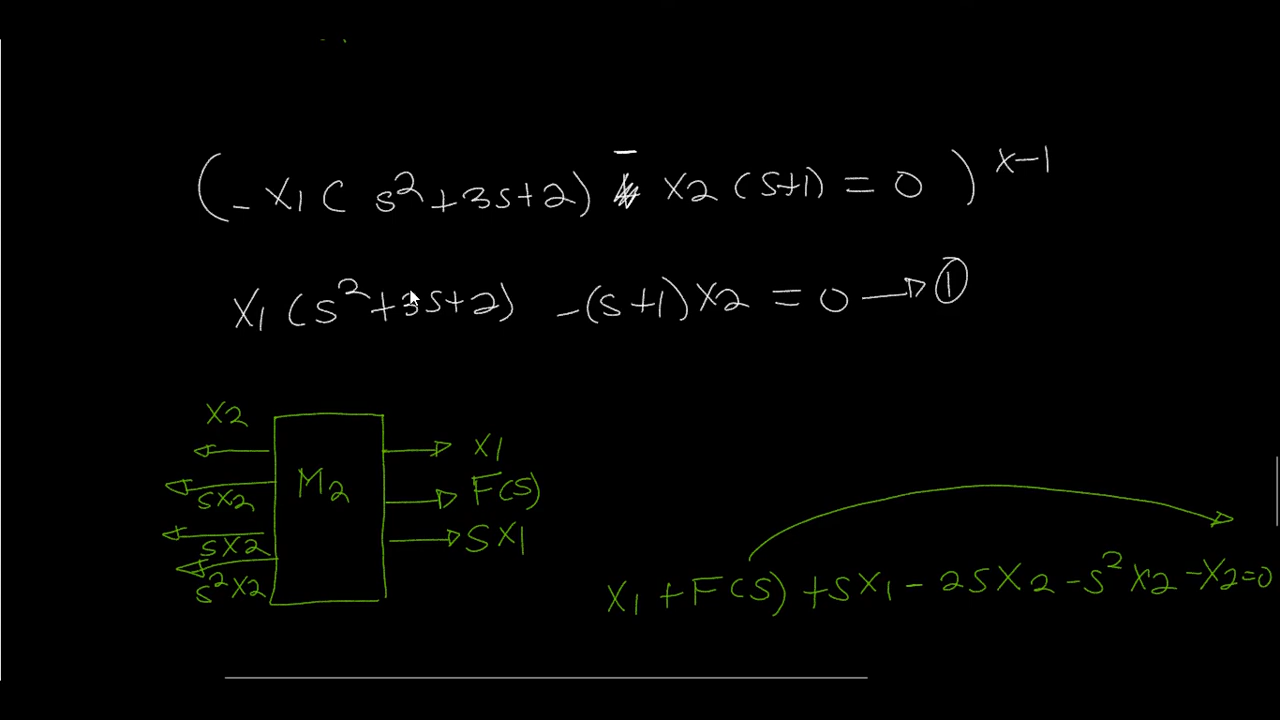 (-X1(s²+3s+2) - X2(s+1)=0)x-1
X1(s²+3s+2) -(s+1)X2=0→①
X2
SX2
SX2
s²X2
M2
X1
F(S)
SX1
X1+F(S)+SX1-2SX2-s²X2-X2=0